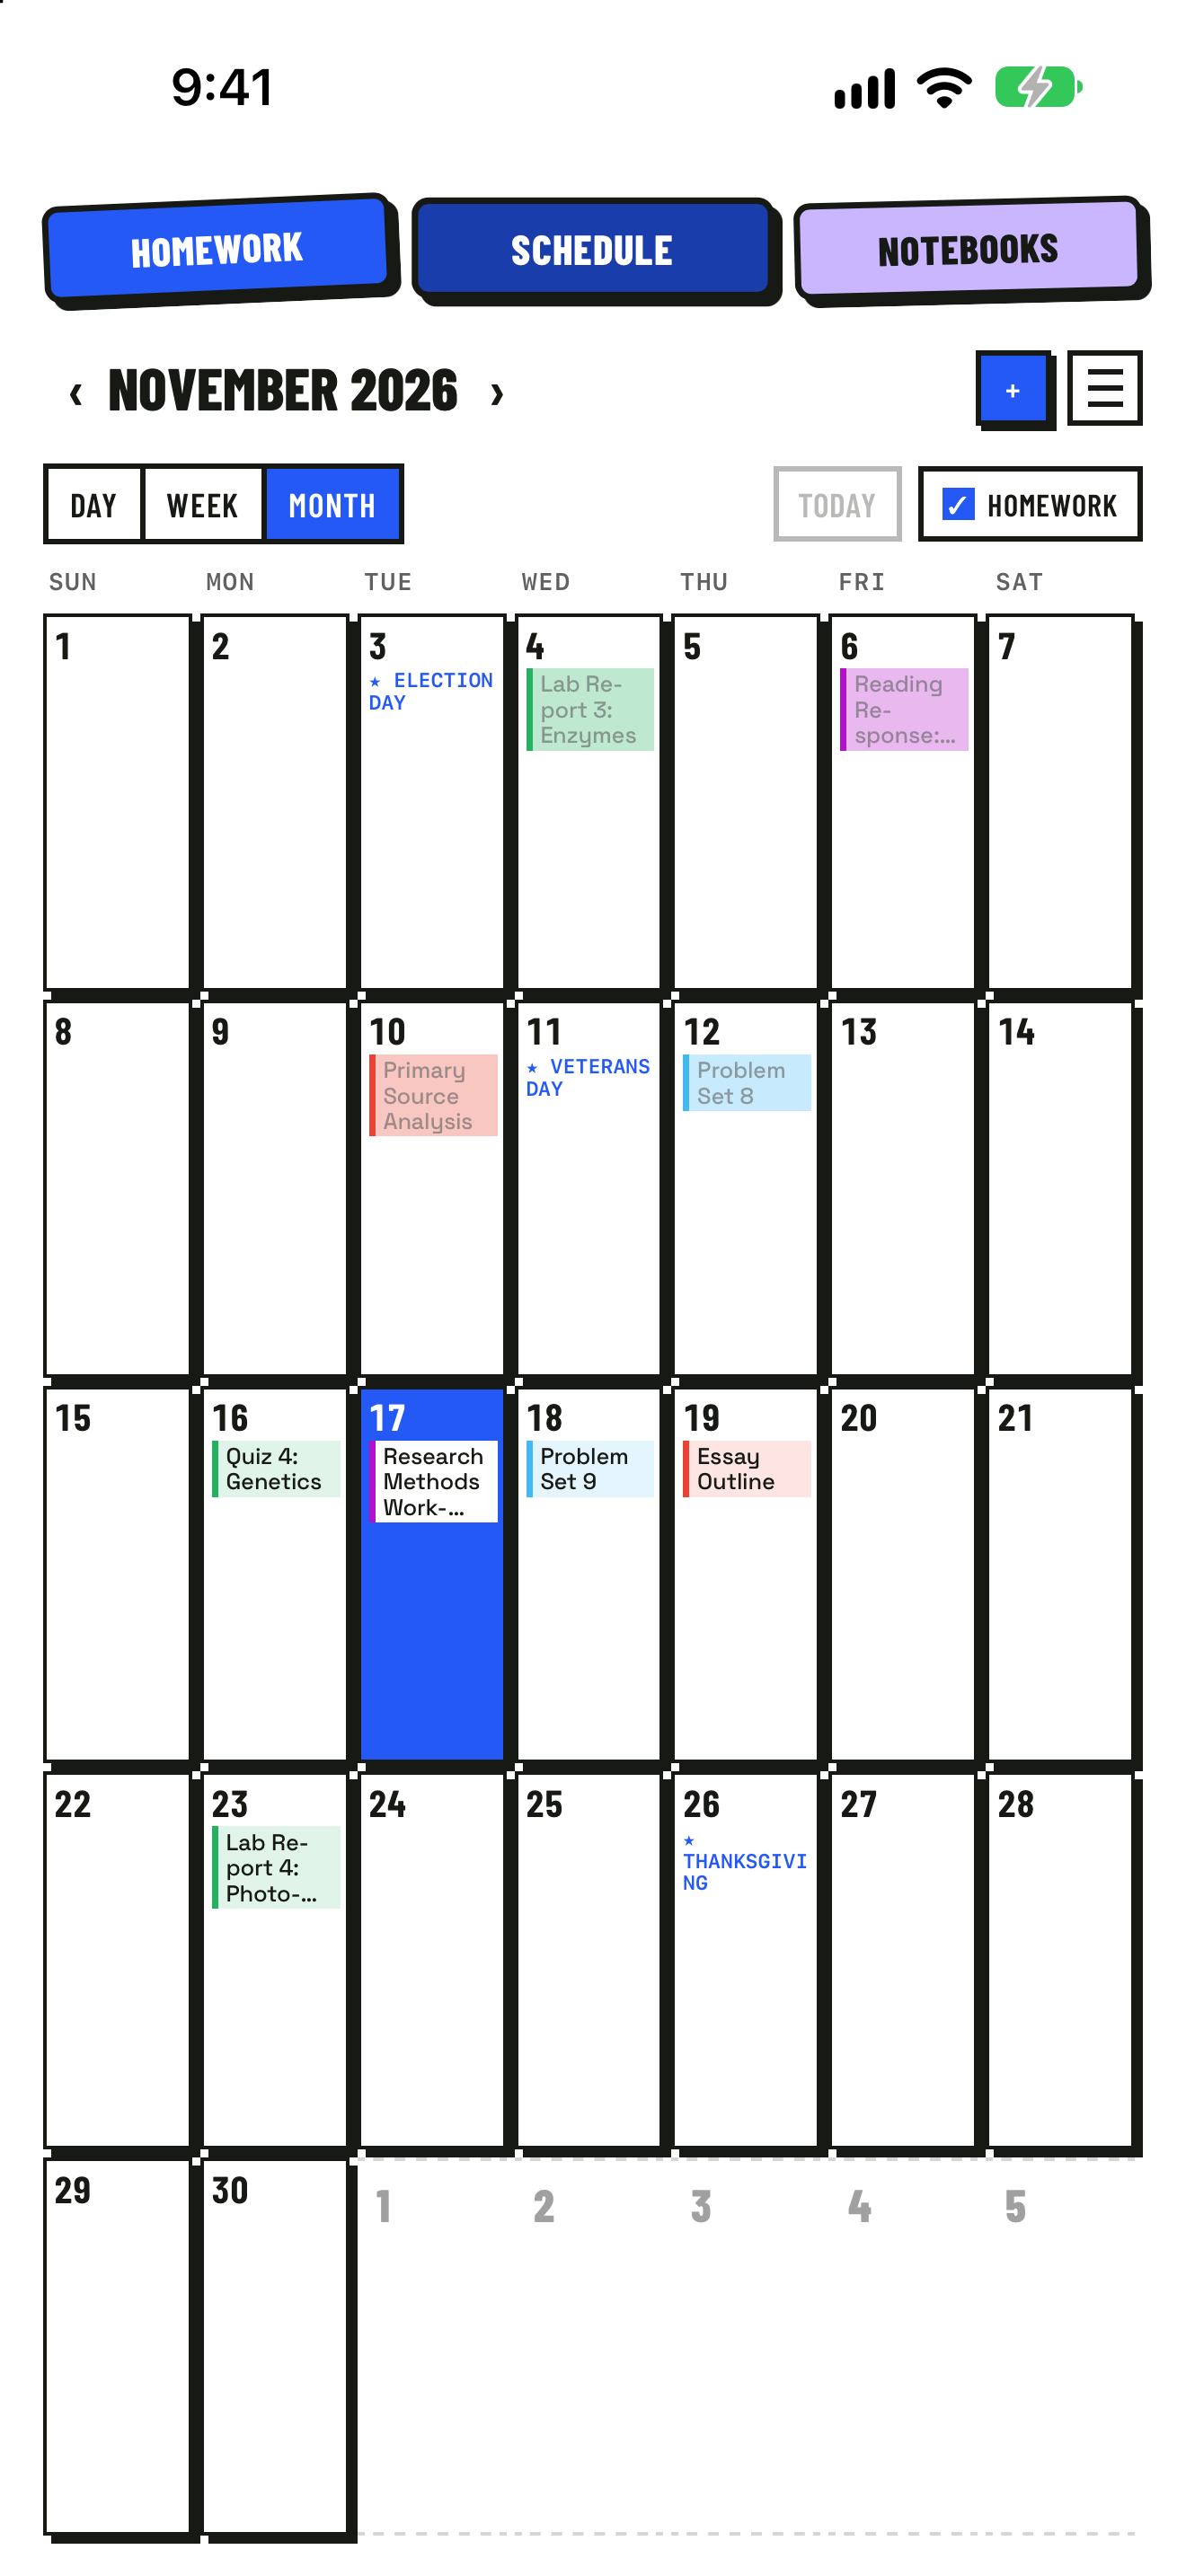 9:41
HOMEWORK
SCHEDULE
NOTEBOOKS
‹ NOVEMBER 2026 ›
+
DAY WEEK MONTH
TODAY
✓ HOMEWORK
SUN MON TUE WED THU FRI SAT
1
2
3
★ ELECTION
DAY
4
Lab Re-
port 3:
Enzymes
5
6
Reading
Re-
sponse:...
7
8
9
10
Primary
Source
Analysis
11
★ VETERANS
DAY
12
Problem
Set 8
13
14
15
16
Quiz 4:
Genetics
17
Research
Methods
Work-...
18
Problem
Set 9
19
Essay
Outline
20
21
22
23
Lab Re-
port 4:
Photo-...
24
25
26
★
THANKSGIVI
NG
27
28
29
30
1
2
3
4
5